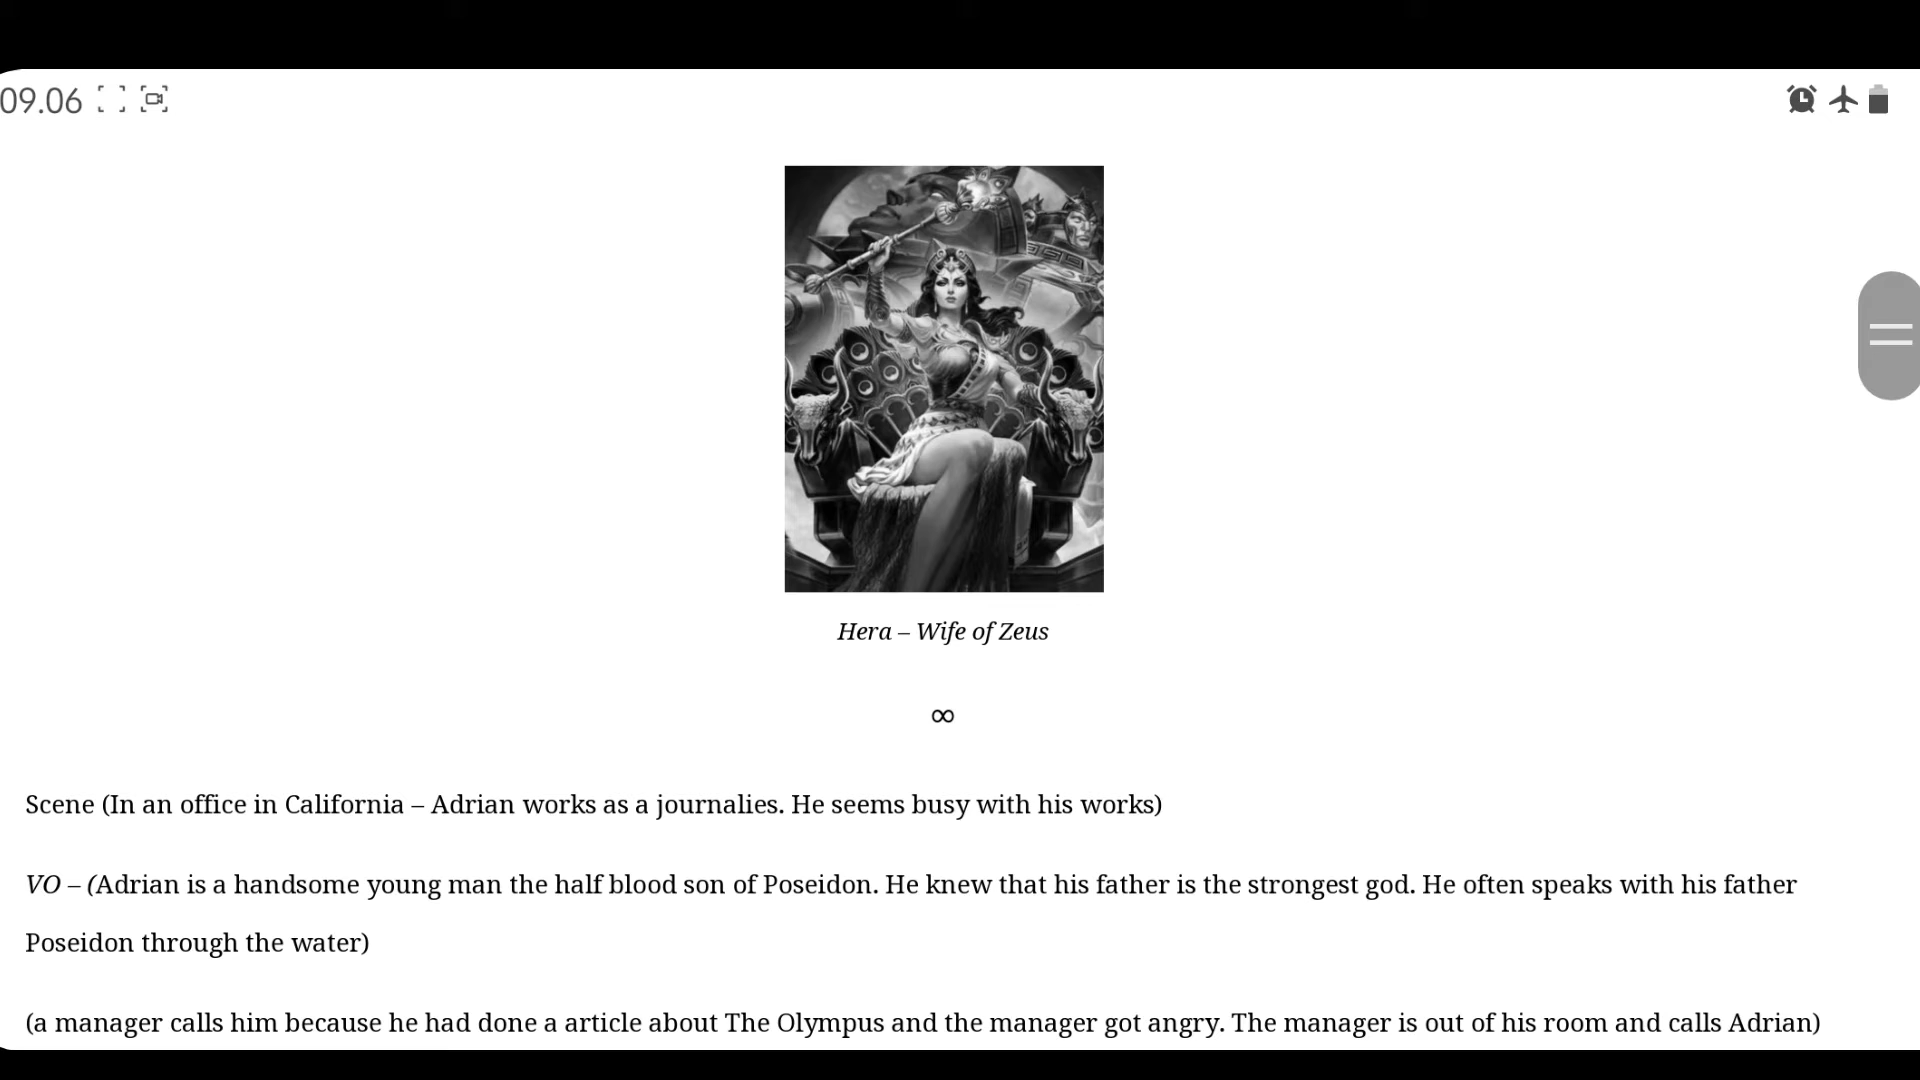 09.06
Hera – Wife of Zeus
∞
Scene (In an office in California – Adrian works as a journalies. He seems busy with his works)
VO – (Adrian is a handsome young man the half blood son of Poseidon. He knew that his father is the strongest god. He often speaks with his father
Poseidon through the water)
(a manager calls him because he had done a article about The Olympus and the manager got angry. The manager is out of his room and calls Adrian)